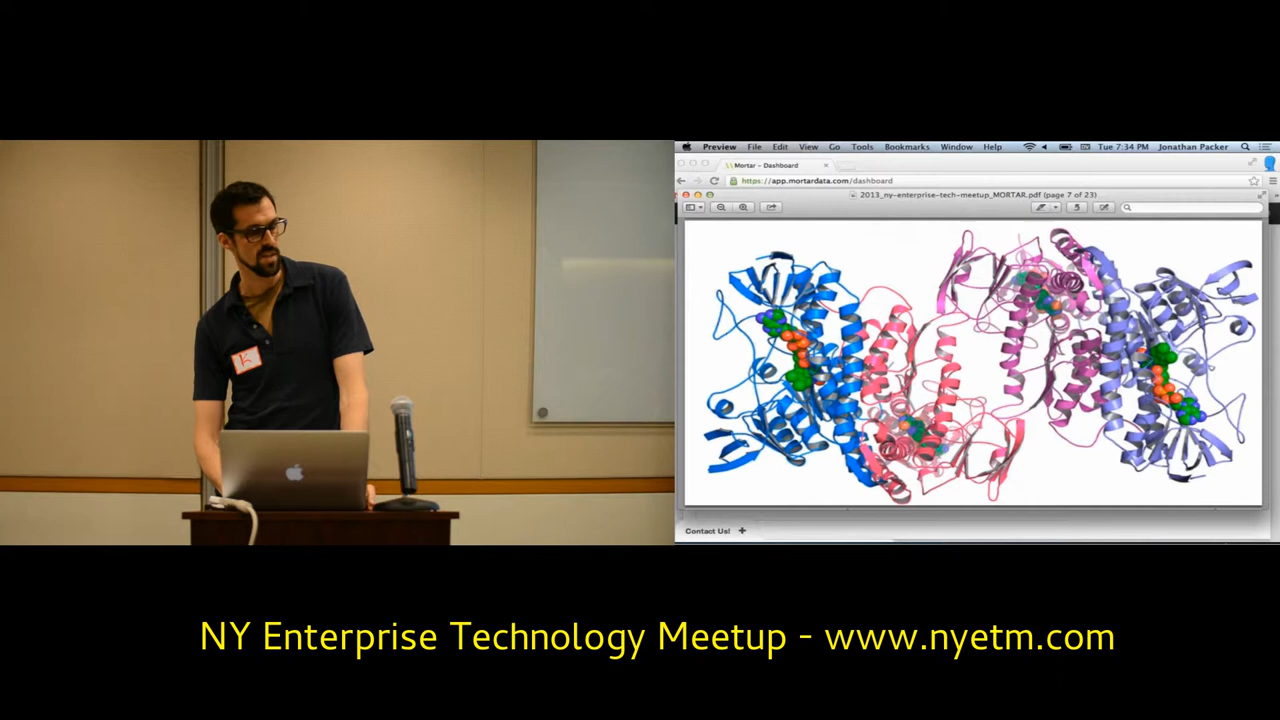 K
Preview File Edit View Go Tools Bookmarks Window Help Tue 7:34 PM Jonathan Packer
Mortar - Dashboard
https://app.mortardata.com/dashboard
2013_ny-enterprise-tech-meetup_MORTAR.pdf (page 7 of 23)
Contact Us!
NY Enterprise Technology Meetup - www.nyetm.com